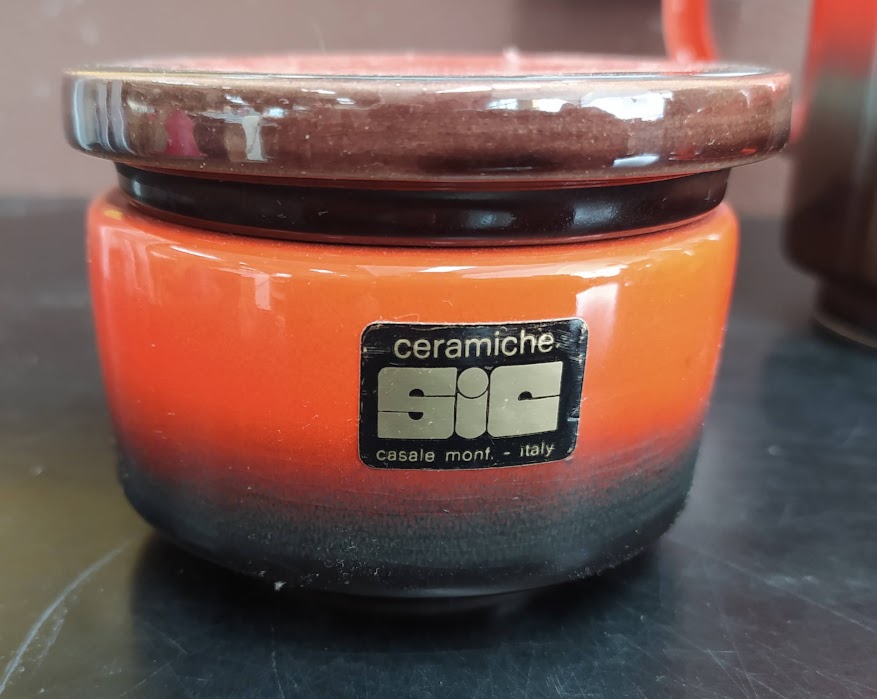 ceramiche
sic
casale monf. - italy